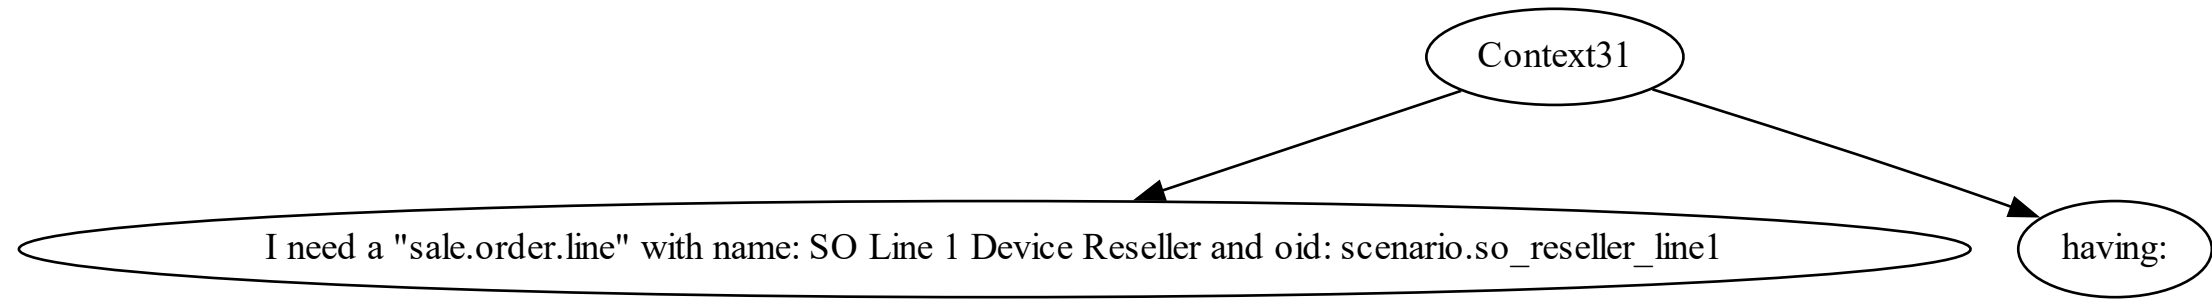 Context31
I need a "sale.order.line" with name: SO Line 1 Device Reseller and oid: scenario.so_reseller_line1
having: